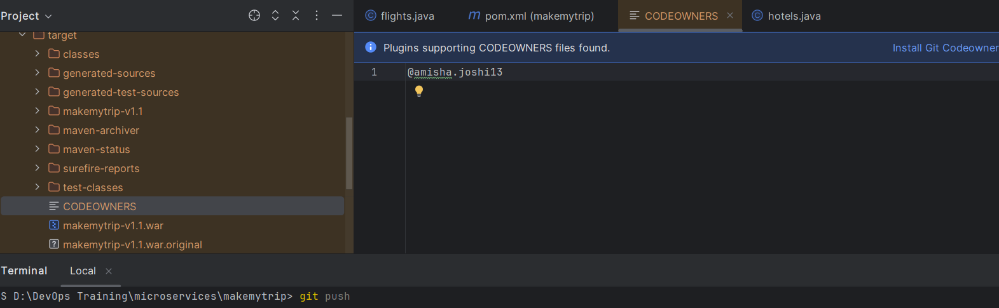 Project
flights.java
pom.xml (makemytrip)
CODEOWNERS
hotels.java
target
classes
generated-sources
generated-test-sources
makemytrip-v1.1
maven-archiver
maven-status
surefire-reports
test-classes
CODEOWNERS
makemytrip-v1.1.war
makemytrip-v1.1.war.original
Plugins supporting CODEOWNERS files found.
Install Git Codeowner
1 @amisha.joshi13
Terminal Local
S D:\DevOps Training\microservices\makemytrip> git push